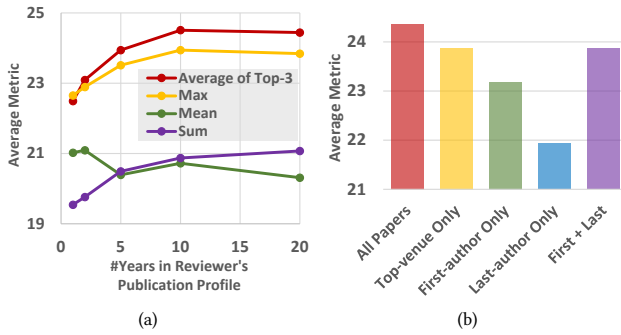 25
23
21
19
Average Metric
Average of Top-3
Max
Mean
Sum
0 5 10 15 20
#Years in Reviewer's
Publication Profile
(a)
24
23
22
21
Average Metric
All Papers
Top-venue Only
First-author Only
Last-author Only
First + Last
(b)